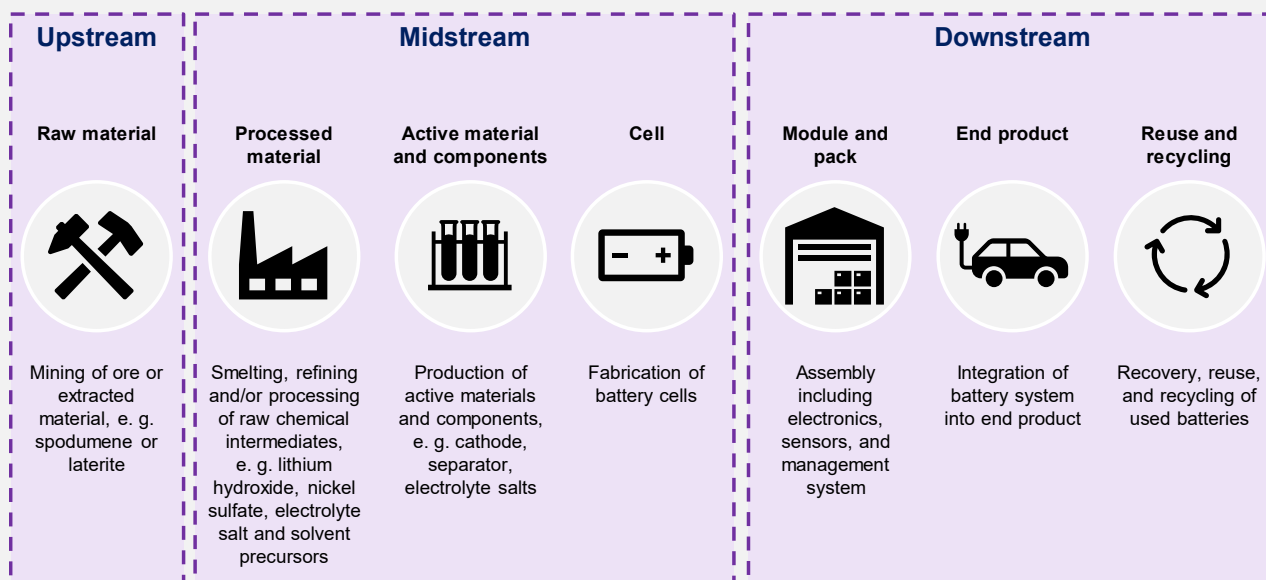 Upstream
Midstream
Downstream
Raw material
Processed
material
Active material
and components
Cell
Module and
pack
End product
Reuse and
recycling
Mining of ore or
extracted
material, e. g.
spodumene or
laterite
Smelting, refining
and/or processing
of raw chemical
intermediates,
e. g. lithium
hydroxide, nickel
sulfate, electrolyte
salt and solvent
precursors
Production of
active materials
and components,
e. g. cathode,
separator,
electrolyte salts
Fabrication of
battery cells
Assembly
including
electronics,
sensors, and
management
system
Integration of
battery system
into end product
Recovery, reuse,
and recycling of
used batteries